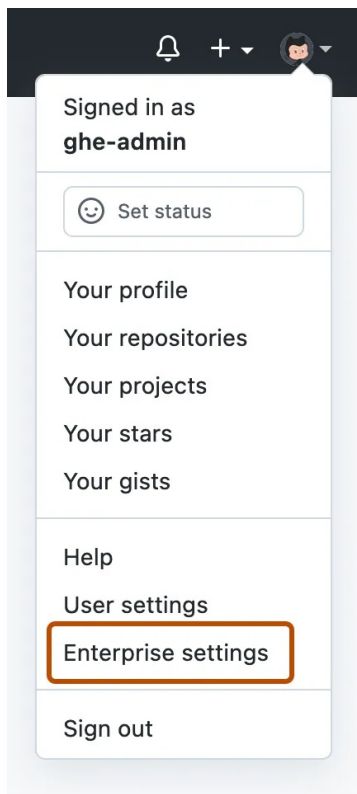 Signed in as
ghe-admin
Set status
Your profile
Your repositories
Your projects
Your stars
Your gists
Help
User settings
Enterprise settings
Sign out